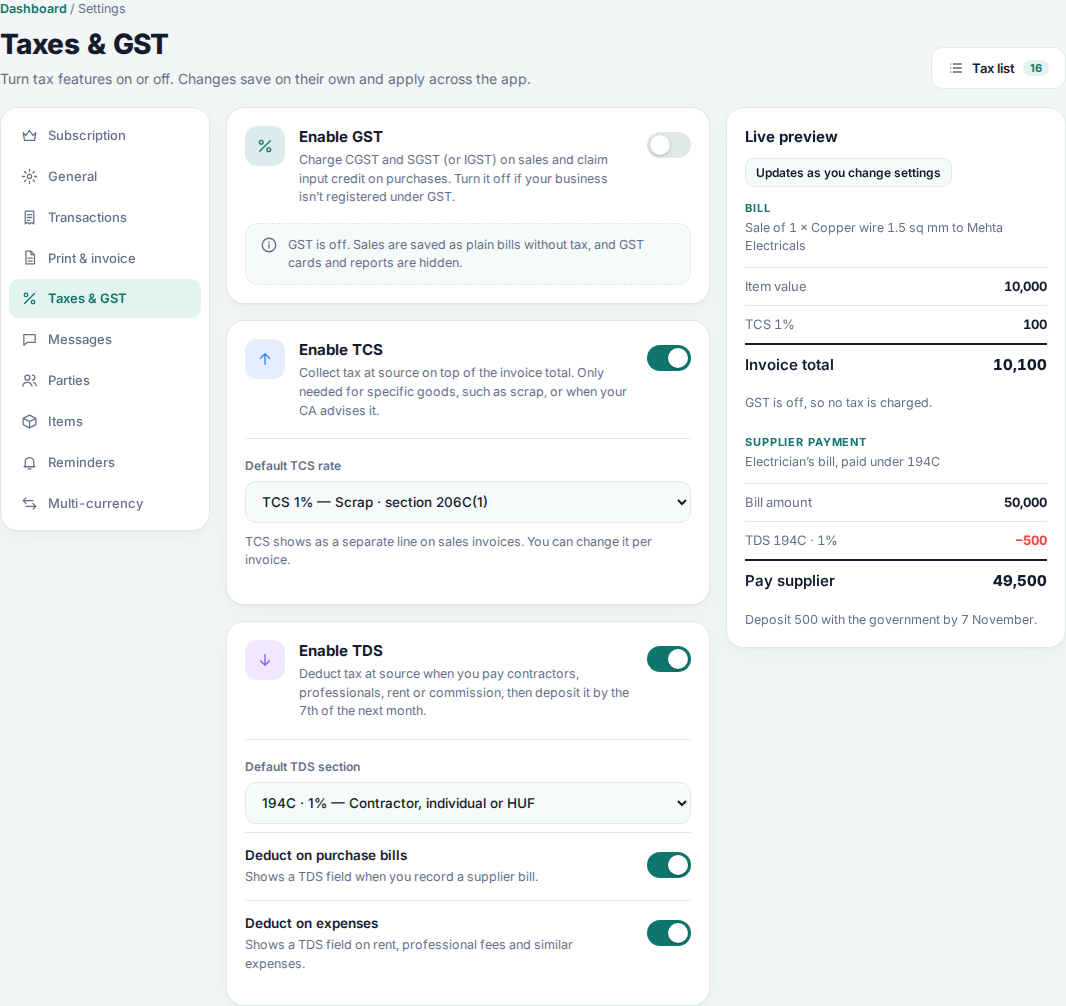 Dashboard / Settings
Taxes & GST
Turn tax features on or off. Changes save on their own and apply across the app.
Tax list 16
Subscription
General
Transactions
Print & invoice
Taxes & GST
Messages
Parties
Items
Reminders
Multi-currency
Enable GST
Charge CGST and SGST (or IGST) on sales and claim
input credit on purchases. Turn it off if your business
isn’t registered under GST.
GST is off. Sales are saved as plain bills without tax, and GST
cards and reports are hidden.
Enable TCS
Collect tax at source on top of the invoice total. Only
needed for specific goods, such as scrap, or when your
CA advises it.
Default TCS rate
TCS 1% — Scrap · section 206C(1)
TCS shows as a separate line on sales invoices. You can change it per
invoice.
Enable TDS
Deduct tax at source when you pay contractors,
professionals, rent or commission, then deposit it by the
7th of the next month.
Default TDS section
194C · 1% — Contractor, individual or HUF
Deduct on purchase bills
Shows a TDS field when you record a supplier bill.
Deduct on expenses
Shows a TDS field on rent, professional fees and similar
expenses.
Live preview
Updates as you change settings
BILL
Sale of 1 × Copper wire 1.5 sq mm to Mehta
Electricals
Item value 10,000
TCS 1% 100
Invoice total 10,100
GST is off, so no tax is charged.
SUPPLIER PAYMENT
Electrician’s bill, paid under 194C
Bill amount 50,000
TDS 194C · 1% −500
Pay supplier 49,500
Deposit 500 with the government by 7 November.